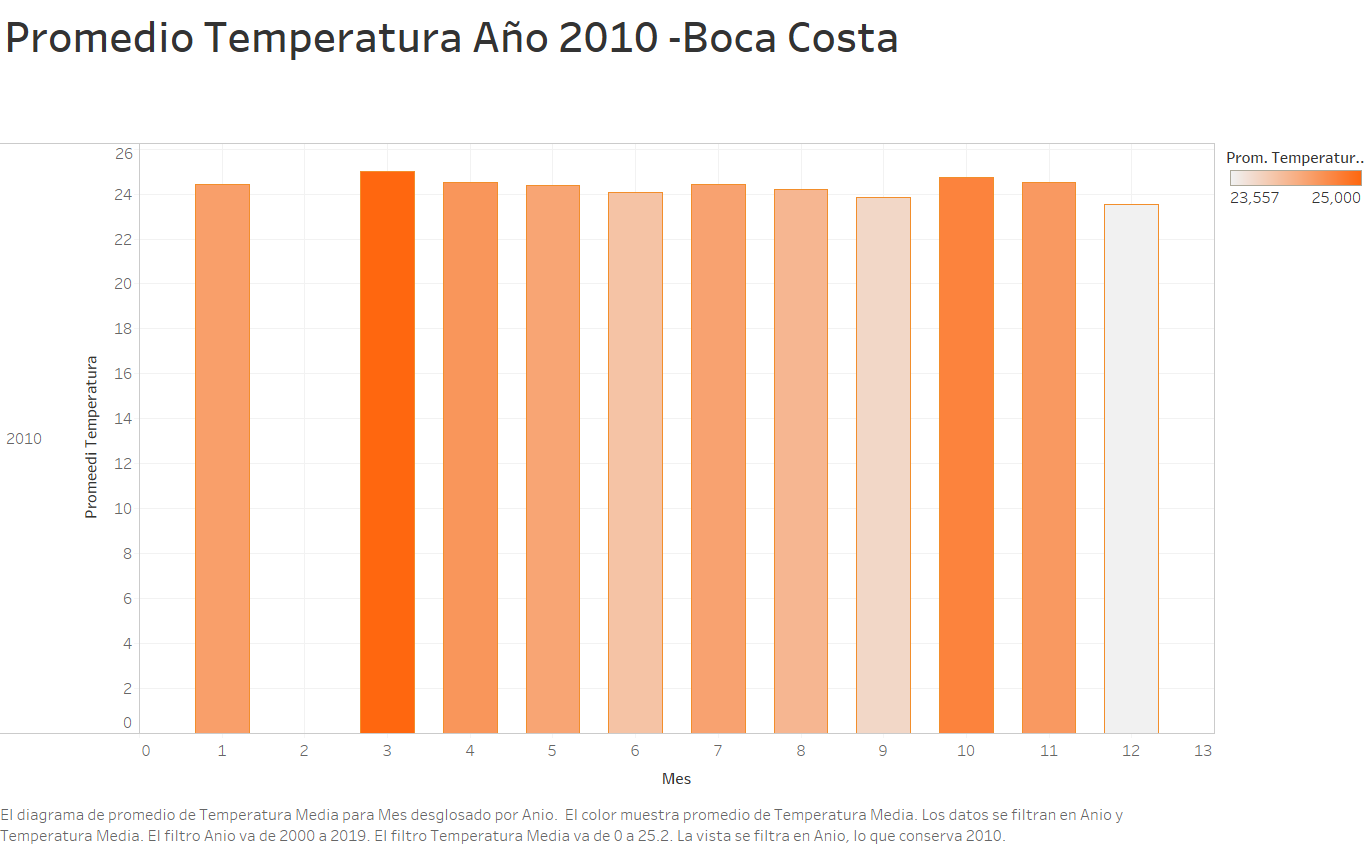 Promedio Temperatura Año 2010 -Boca Costa
Prom. Temperatur..
23,557 25,000
26
24
22
20
18
16
14
12
10
8
6
4
2
0
Promeedi Temperatura
2010
0 1 2 3 4 5 6 7 8 9 10 11 12 13
Mes
El diagrama de promedio de Temperatura Media para Mes desglosado por Anio.  El color muestra promedio de Temperatura Media. Los datos se filtran en Anio y
Temperatura Media. El filtro Anio va de 2000 a 2019. El filtro Temperatura Media va de 0 a 25.2. La vista se filtra en Anio, lo que conserva 2010.